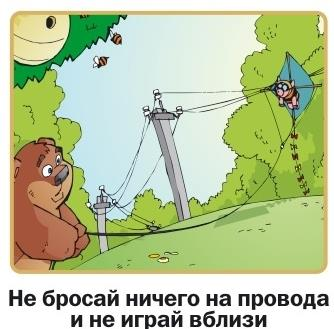 Не бросай ничего на провода
и не играй вблизи